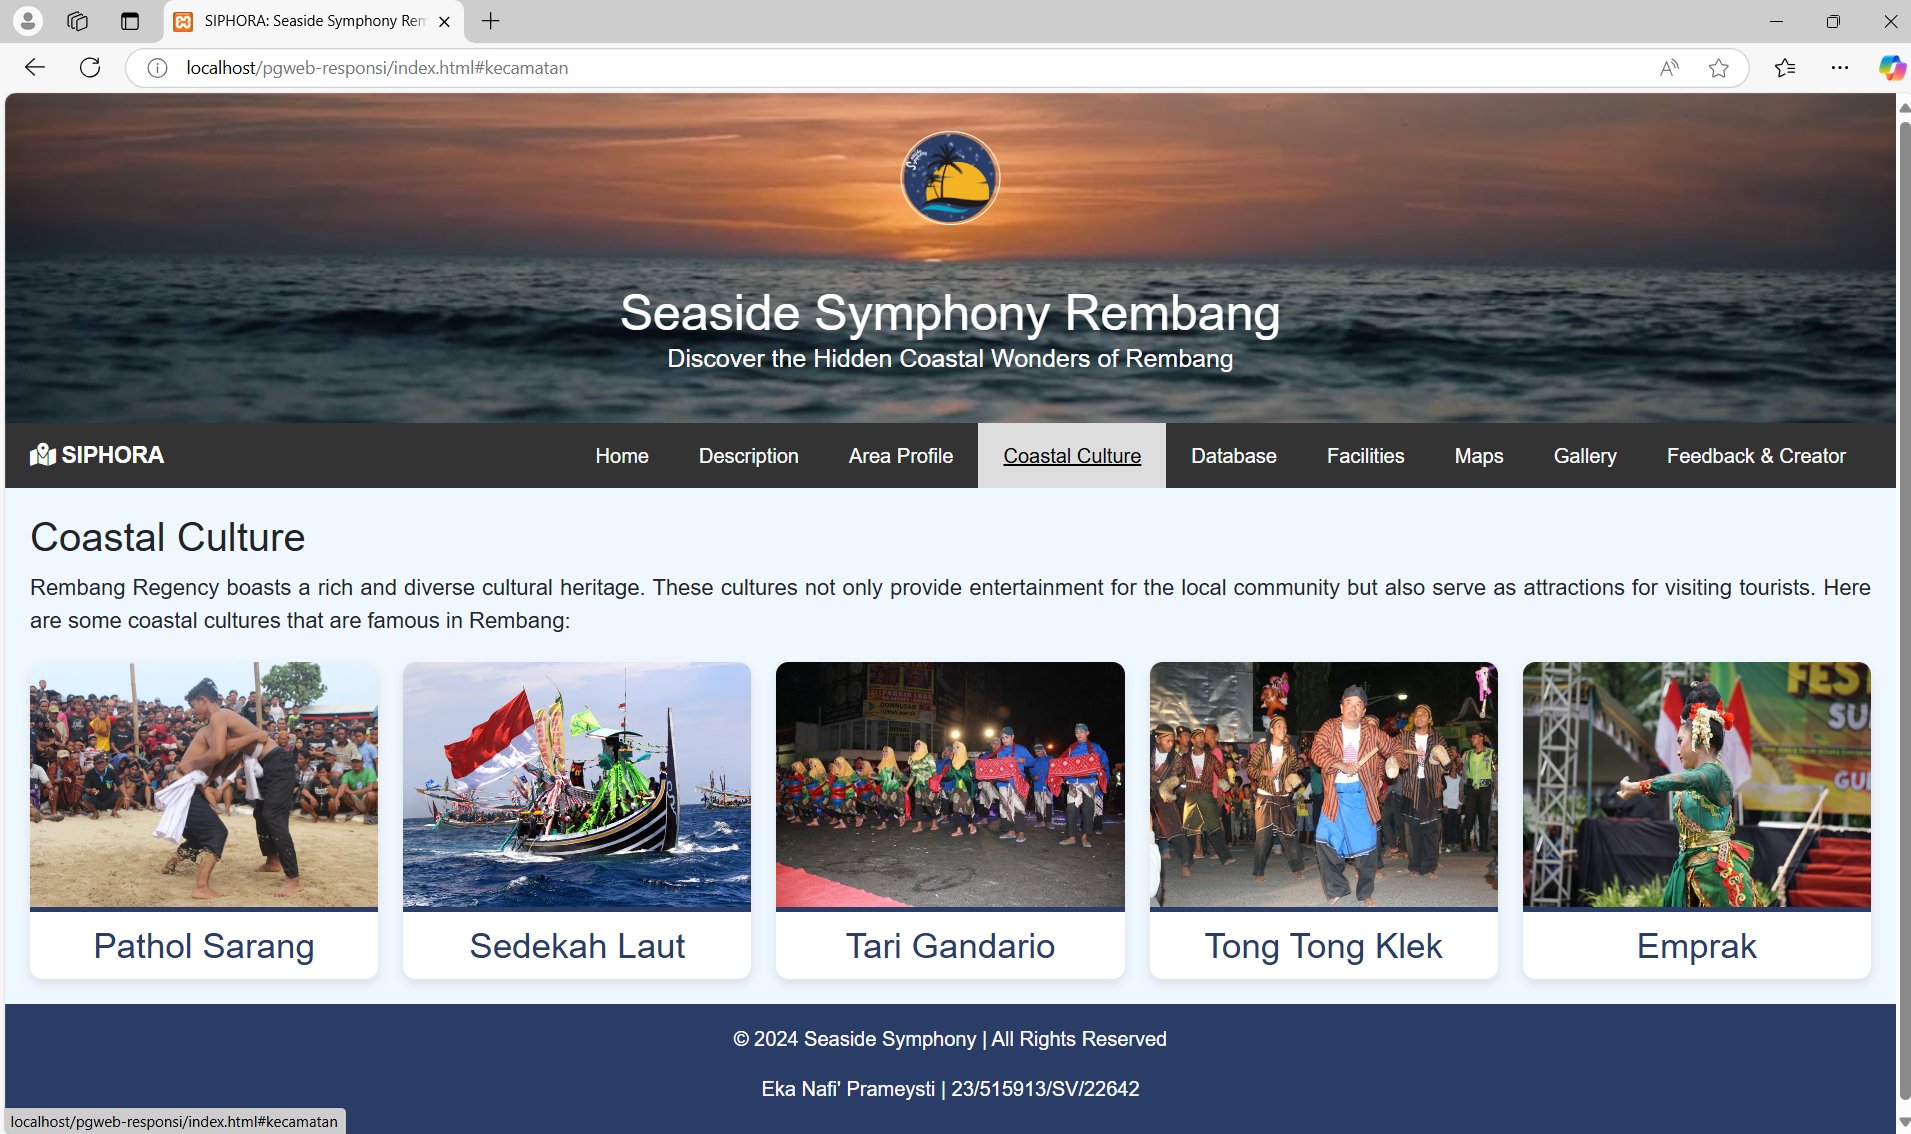 SIPHORA: Seaside Symphony Rem
localhost/pgweb-responsi/index.html#kecamatan
Seaside Symphony Rembang
Discover the Hidden Coastal Wonders of Rembang
SIPHORA
Home
Description
Area Profile
Coastal Culture
Database
Facilities
Maps
Gallery
Feedback & Creator
Coastal Culture
Rembang Regency boasts a rich and diverse cultural heritage. These cultures not only provide entertainment for the local community but also serve as attractions for visiting tourists. Here
are some coastal cultures that are famous in Rembang:
FEST
SU
GU
Pathol Sarang
Sedekah Laut
Tari Gandario
Tong Tong Klek
Emprak
© 2024 Seaside Symphony | All Rights Reserved
Eka Nafi' Prameysti | 23/515913/SV/22642
localhost/pgweb-responsi/index.html#kecamatan